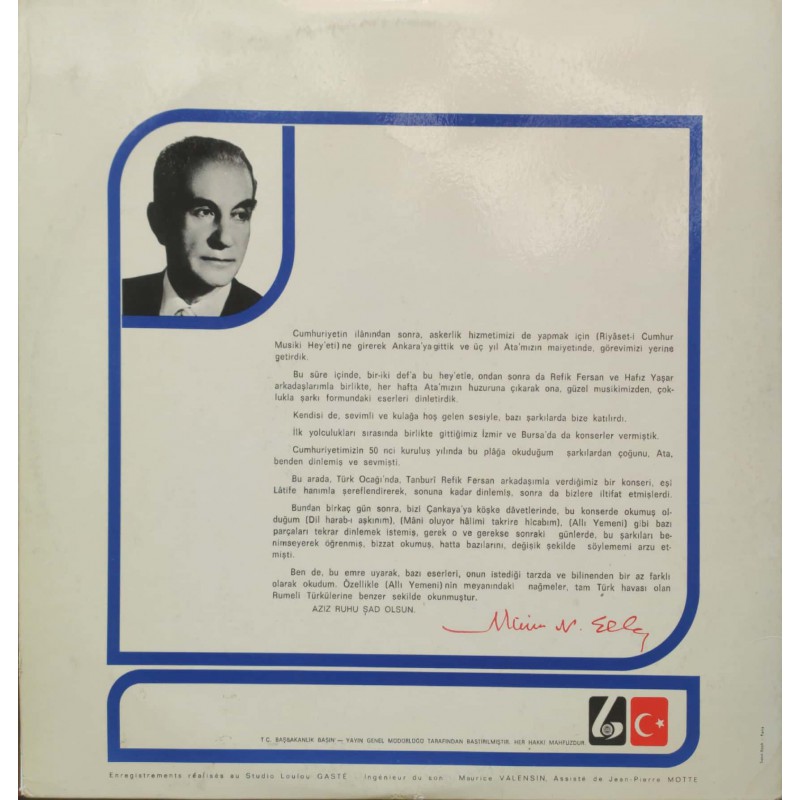 Cumhuriyetin ilânından sonra, askerlik hizmetimizi de yapmak için (Riyâset-i Cumhur
Musiki Hey'eti) ne girerek Ankara'ya gittik ve üç yıl Ata'mızın maiyetinde, görevimizi yerine
getirdik.
Bu süre içinde, bir-iki def'a bu hey'etle, ondan sonra da Refik Fersan ve Hafız Yaşar
arkadaşlarımla birlikte, her hafta Ata'mızın huzuruna çıkarak ona, güzel musikimizden, çok-
lukla şarkı formundaki eserleri dinletirdik.
Kendisi de, sevimli ve kulağa hoş gelen sesiyle, bazı şarkılarda bize katılırdı.
İlk yolculukları sırasında birlikte gittiğimiz İzmir ve Bursa'da da konserler vermiştik.
Cumhuriyetimizin 50 nci kuruluş yılında bu plâğa okuduğum şarkılardan çoğunu, Ata,
benden dinlemiş ve sevmişti.
Bu arada, Türk Ocağı'nda, Tanburî Refik Fersan arkadaşımla verdiğimiz bir konseri, eşi
Lâtife hanımla şereflendirerek, sonuna kadar dinlemiş, sonra da bizlere iltifat etmişlerdi.
Bundan birkaç gün sonra, bizi Çankaya'ya köşke dâvetlerinde, bu konserde okumuş ol-
duğum (Dil harab-ı aşkınım), (Mâni oluyor hâlimi takrire hicabım), (Allı Yemeni) gibi bazı
parçaları tekrar dinlemek istemiş, gerek o ve gerekse sonraki günlerde, bu şarkıları be-
nimseyerek öğrenmiş, bizzat okumuş, hatta bazılarını, değişik şekilde söylememi arzu et-
mişti.
Ben de, bu emre uyarak, bazı eserleri, onun istediği tarzda ve bilinenden bir az farklı
olarak okudum. Özellikle (Allı Yemeni) nin meyanındaki nağmeler, tam Türk havası olan
Rumeli Türkülerine benzer şekilde okunmuştur.
AZIZ RUHU ŞAD OLSUN.
T C. BAŞBAKANLIK BASIN — YAYIN GENEL MÜDÜRLÜĞÜ TARAFINDAN BASTIRILMIŞTIR. HER HAKKI MAHFUZDUR.
Enregistrements réalisés au Studio Loulou GASTÉ - Ingénieur du son : Maurice VALENSIN, Assisté de Jean-Pierre MOTTE